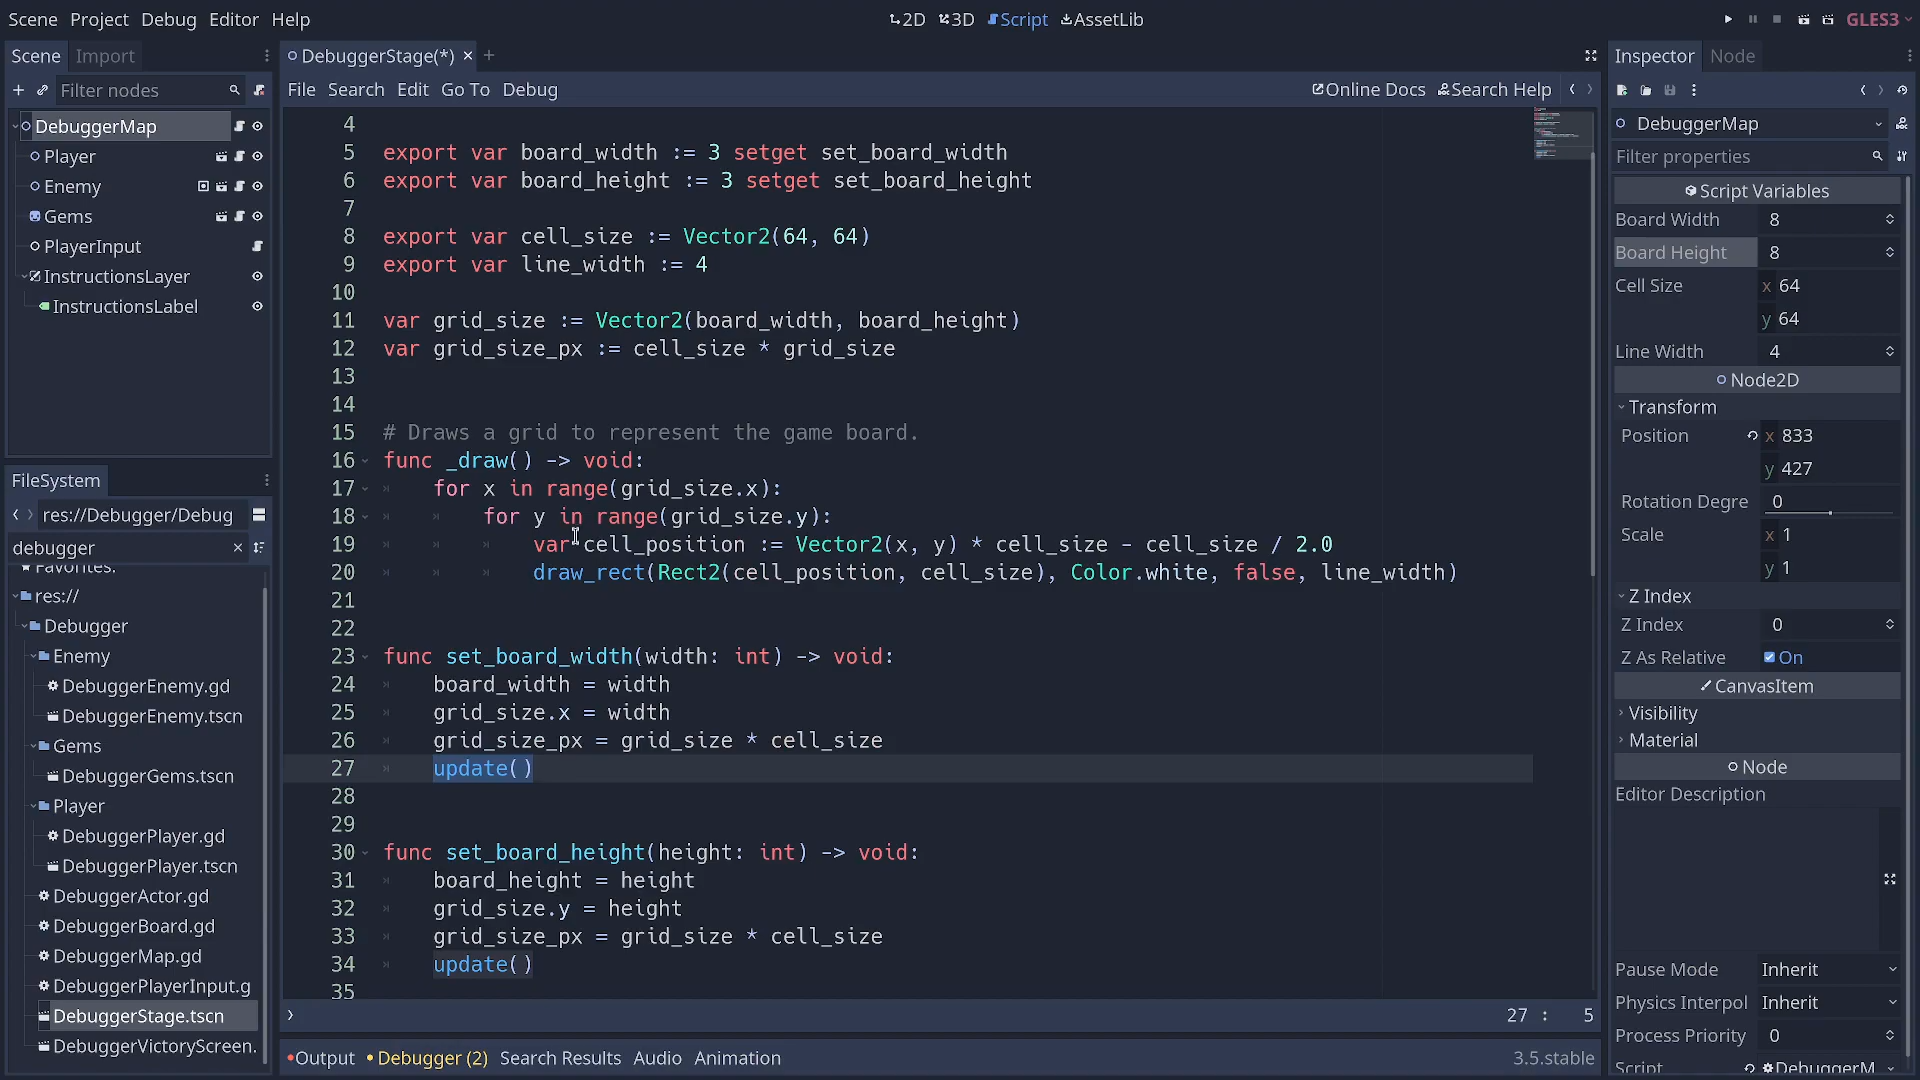 Scene Project Debug Editor Help
2D 3D Script AssetLib
GLES3
Scene Import
Filter nodes
DebuggerMap
Player
Enemy
Gems
PlayerInput
InstructionsLayer
InstructionsLabel
FileSystem
res://Debugger/Debug
debugger
Favorites:
res://
Debugger
Enemy
DebuggerEnemy.gd
DebuggerEnemy.tscn
Gems
DebuggerGems.tscn
Player
DebuggerPlayer.gd
DebuggerPlayer.tscn
DebuggerActor.gd
DebuggerBoard.gd
DebuggerMap.gd
DebuggerPlayerInput.g
DebuggerStage.tscn
DebuggerVictoryScreen.
DebuggerStage(*)
File Search Edit Go To Debug
Online Docs Search Help
4
5 export var board_width := 3 setget set_board_width
6 export var board_height := 3 setget set_board_height
7
8 export var cell_size := Vector2(64, 64)
9 export var line_width := 4
10
11 var grid_size := Vector2(board_width, board_height)
12 var grid_size_px := cell_size * grid_size
13
14
15 # Draws a grid to represent the game board.
16 func _draw() -> void:
17 for x in range(grid_size.x):
18 for y in range(grid_size.y):
19 var cell_position := Vector2(x, y) * cell_size - cell_size / 2.0
20 draw_rect(Rect2(cell_position, cell_size), Color.white, false, line_width)
21
22
23 func set_board_width(width: int) -> void:
24 board_width = width
25 grid_size.x = width
26 grid_size_px = grid_size * cell_size
27 update()
28
29
30 func set_board_height(height: int) -> void:
31 board_height = height
32 grid_size.y = height
33 grid_size_px = grid_size * cell_size
34 update()
35
27 : 5
Output Debugger (2) Search Results Audio Animation
3.5.stable
Inspector Node
DebuggerMap
Filter properties
Script Variables
Board Width 8
Board Height 8
Cell Size x 64
y 64
Line Width 4
Node2D
Transform
Position x 833
y 427
Rotation Degre 0
Scale x 1
y 1
Z Index
Z Index 0
Z As Relative On
CanvasItem
Visibility
Material
Node
Editor Description
Pause Mode Inherit
Physics Interpol Inherit
Process Priority 0
Script DebuggerM